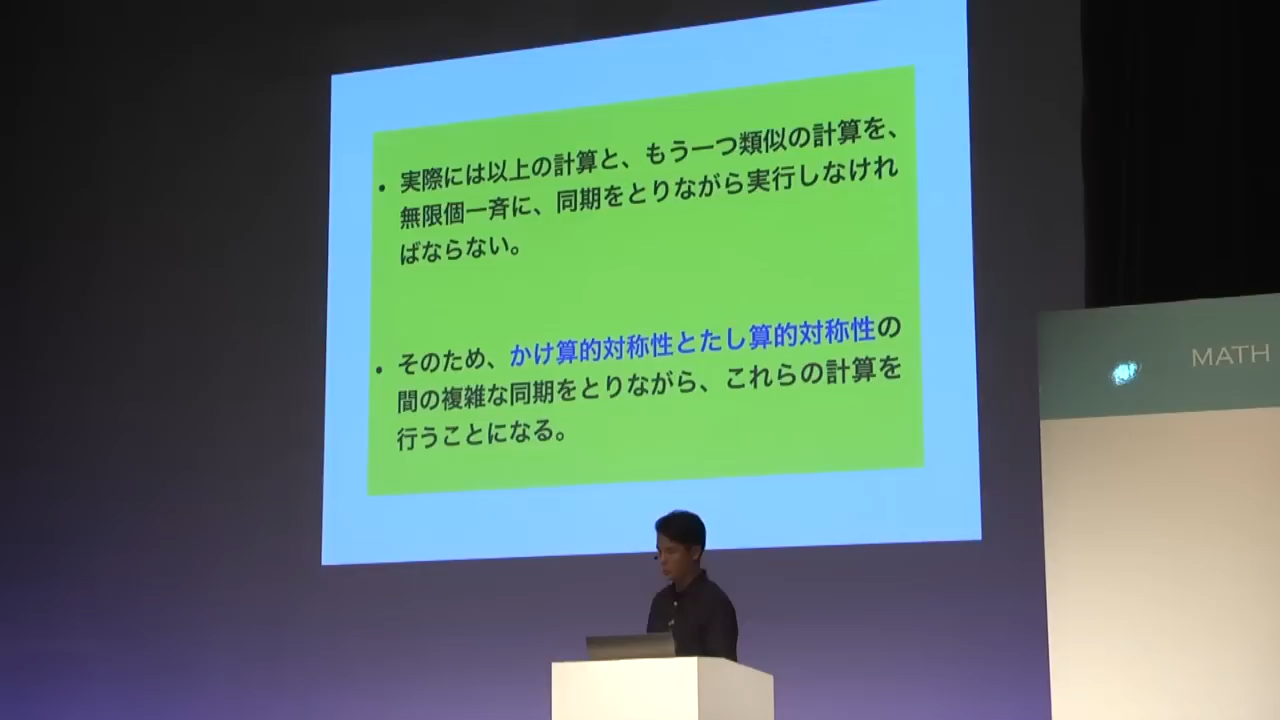 • 実際には以上の計算と、もう一つ類似の計算を、
無限個一斉に、同期をとりながら実行しなけれ
ばならない。
• そのため、かけ算的対称性とたし算的対称性の
間の複雑な同期をとりながら、これらの計算を
行うことになる。
MATH